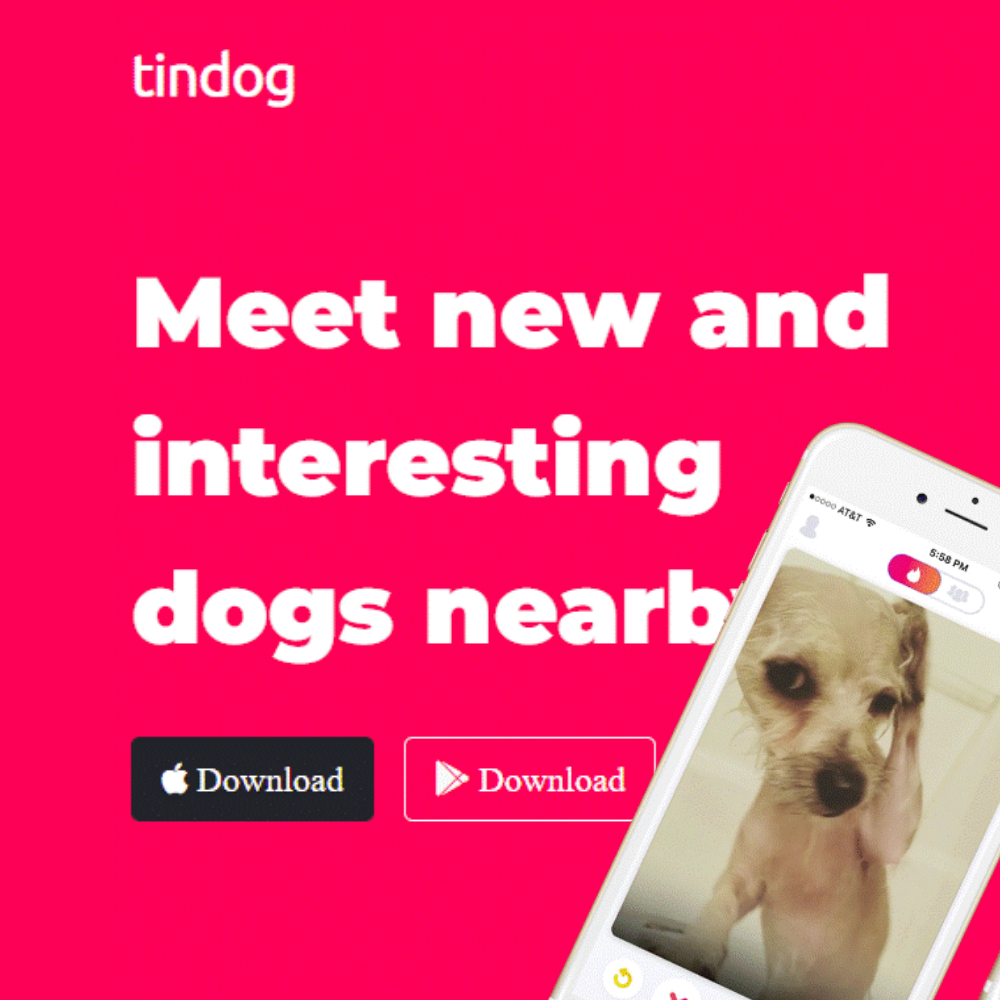 tindog
Meet new and
interesting
dogs nearb
Download Download
AT&T
5:58 PM